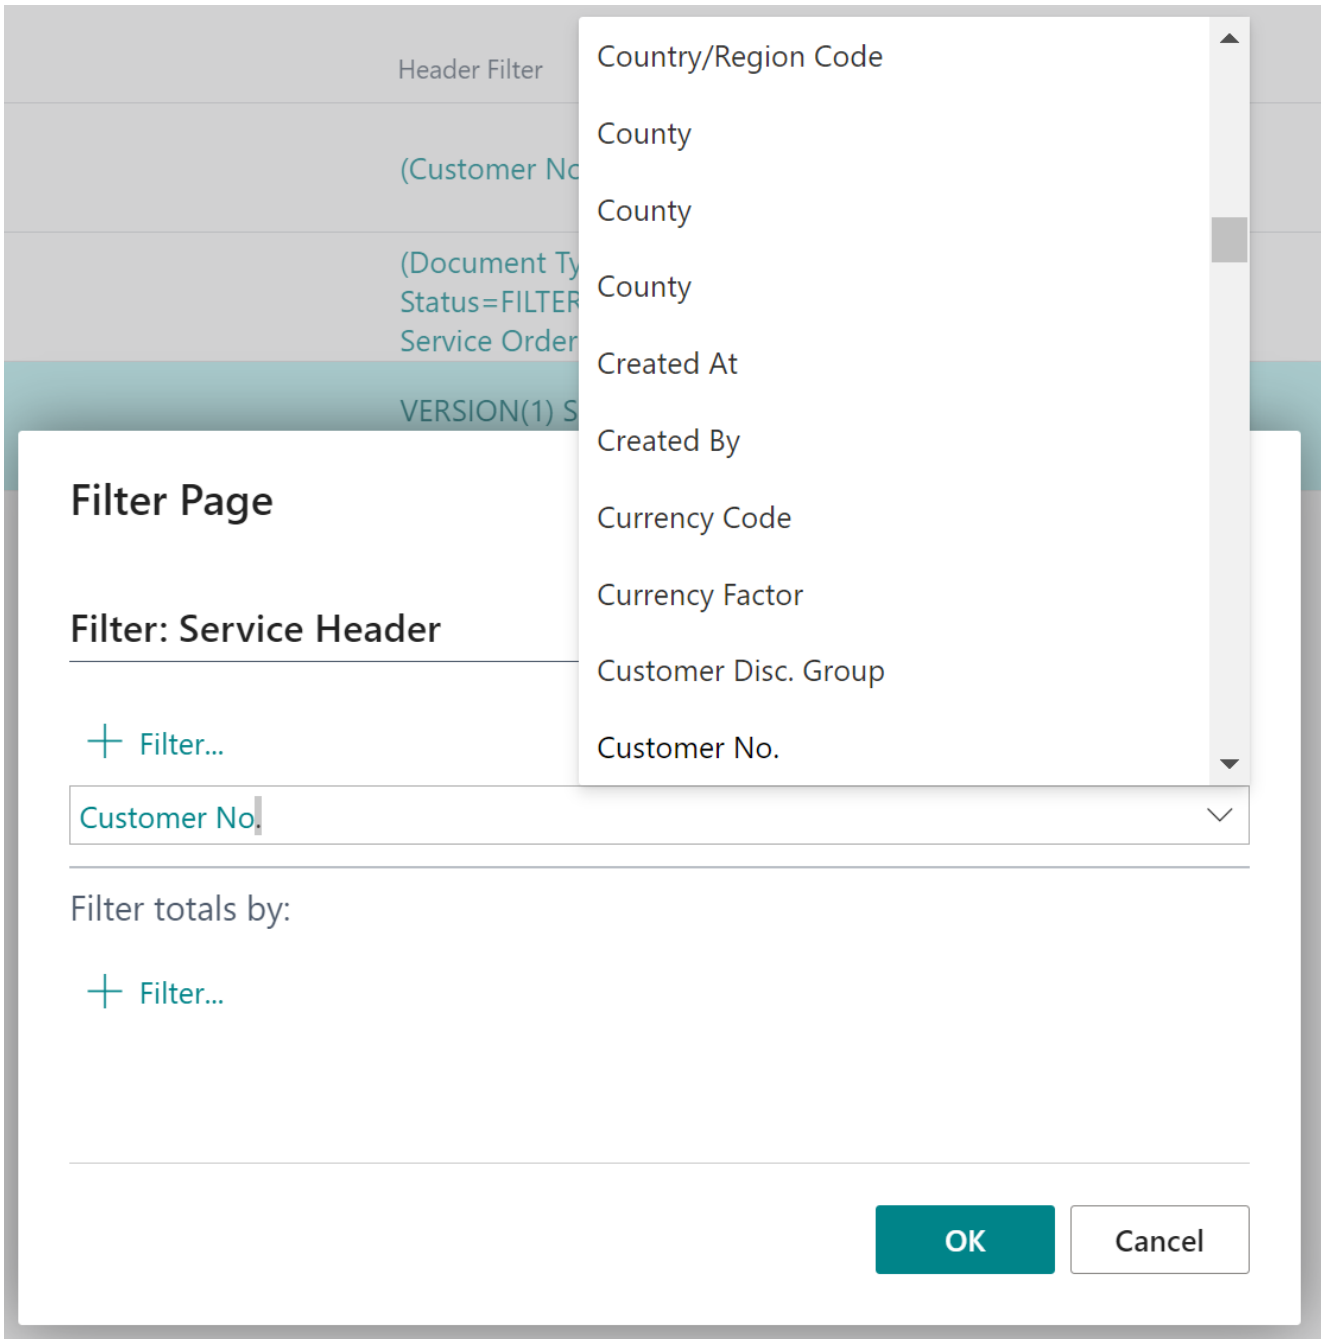 Header Filter
(Customer No
(Document Ty
Status=FILTER
Service Order
VERSION(1) S
Country/Region Code
County
County
County
Created At
Created By
Currency Code
Currency Factor
Customer Disc. Group
Customer No.
Filter Page
Filter: Service Header
Filter...
Customer No.
Filter totals by:
Filter...
OK
Cancel